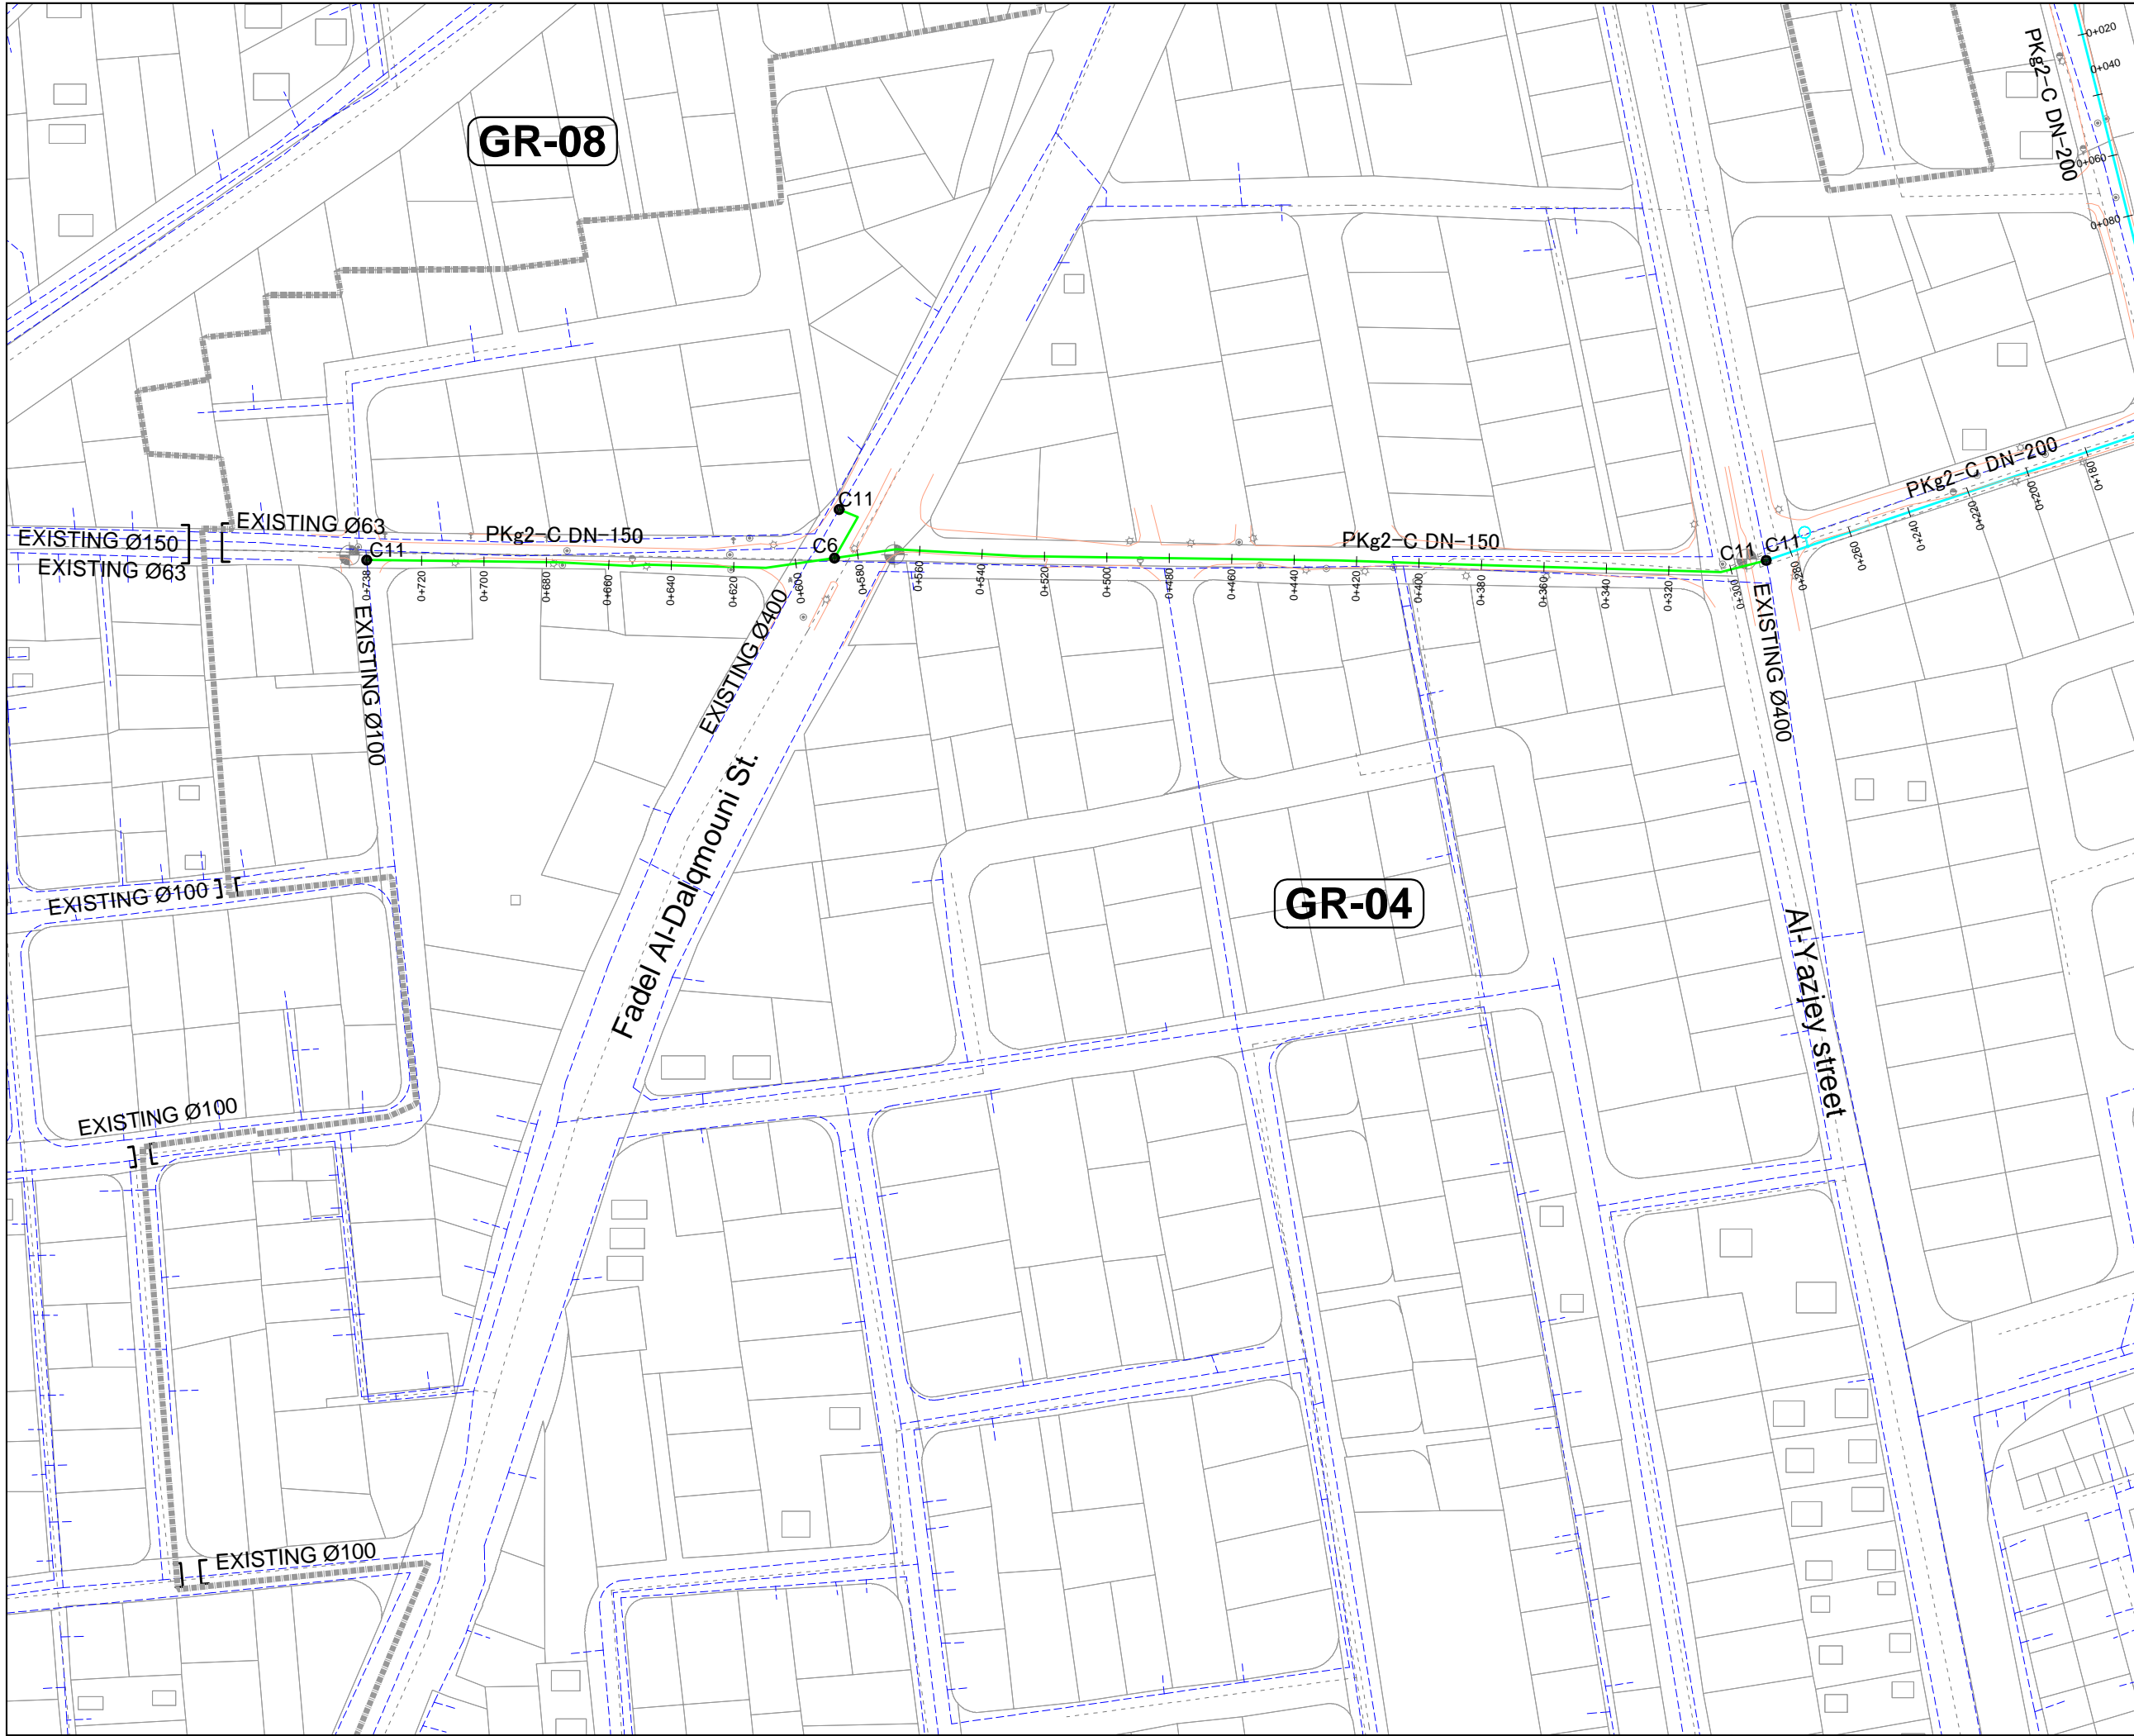 GR-08
PKg2-C DN-200
0+020
0+040
0+060
0+080
C11
EXISTING Ø63
PKg2-C DN-150
EXISTING Ø150
EXISTING Ø63
C11
C6
PKg2-C DN-150
C11
C11
PKg2-C DN-200
0+738
0+720
0+700
0+680
0+660
0+640
0+620
0+600
0+580
0+560
0+540
0+520
0+500
0+480
0+460
0+440
0+420
0+400
0+380
0+360
0+340
0+320
0+300
0+280
0+260
0+240
0+220
0+200
0+180
EXISTING Ø100
EXISTING Ø400
EXISTING Ø400
Fadel Al-Dalqmouni St.
GR-04
Al-Yazjey street
EXISTING Ø100
EXISTING Ø100
EXISTING Ø100